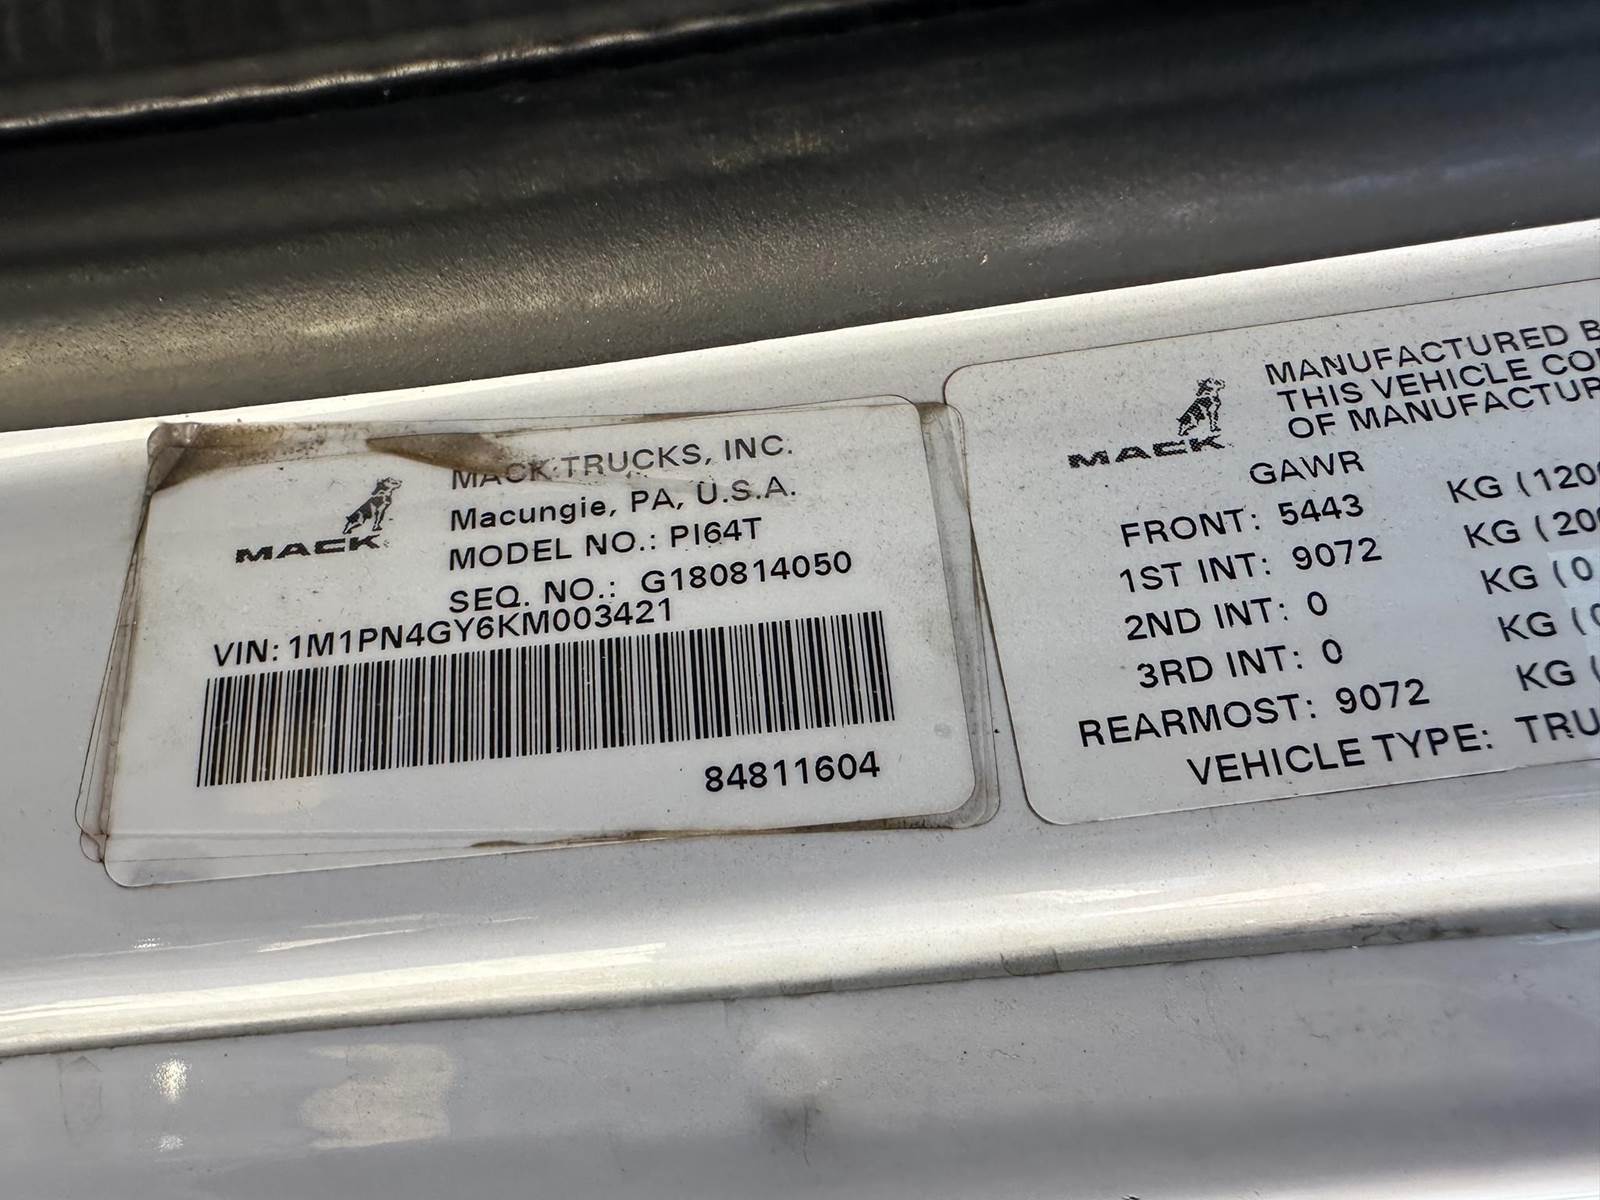 MACK
MACK TRUCKS, INC.
Macungie, PA, U.S.A.
MODEL NO.: PI64T
SEQ. NO.: G180814050
VIN: 1M1PN4GY6KM003421
84811604
MACK
MANUFACTURED B
THIS VEHICLE CO
OF MANUFACTUR
GAWR
FRONT: 5443 KG (120
1ST INT: 9072 KG (200
2ND INT: 0 KG (0
3RD INT: 0 KG (
REARMOST: 9072 KG (
VEHICLE TYPE: TRU